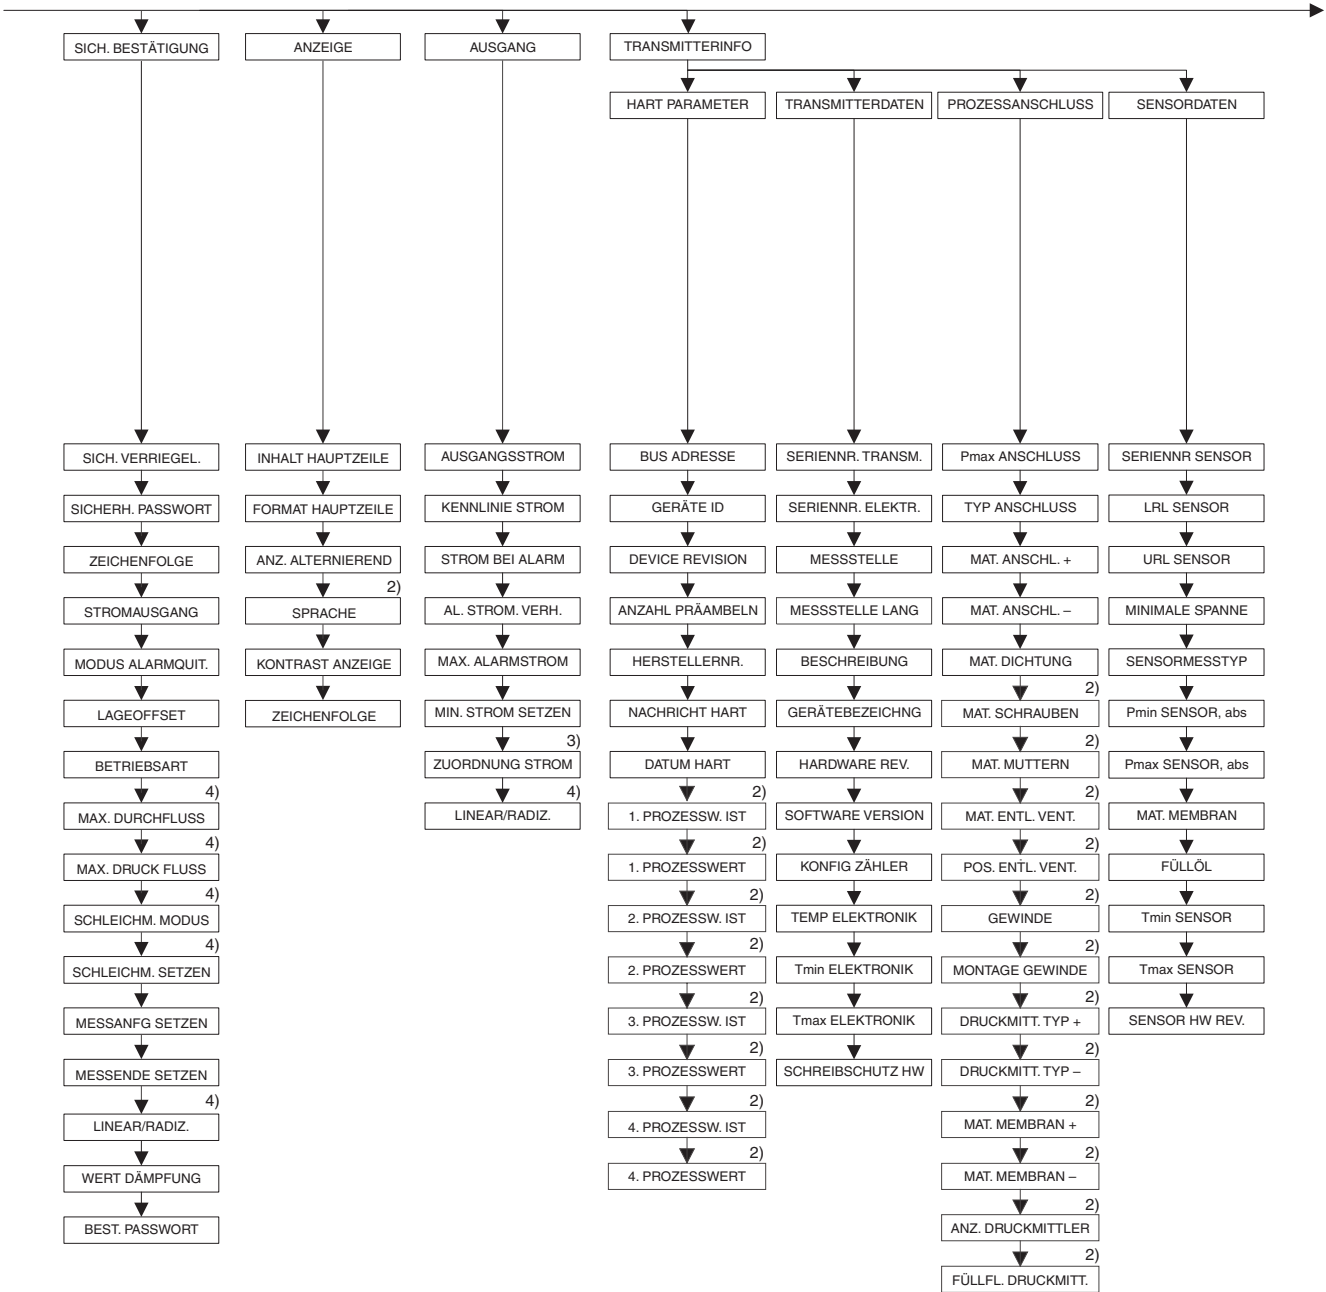 SICH. BESTÄTIGUNG
ANZEIGE
AUSGANG
TRANSMITTERINFO
HART PARAMETER
TRANSMITTERDATEN
PROZESSANSCHLUSS
SENSORDATEN
SICH. VERRIEGEL.
SICHERH. PASSWORT
ZEICHENFOLGE
STROMAUSGANG
MODUS ALARMQUIT.
LAGEOFFSET
BETRIEBSART
4)
MAX. DURCHFLUSS
4)
MAX. DRUCK FLUSS
4)
SCHLEICHM. MODUS
4)
SCHLEICHM. SETZEN
MESSANFG SETZEN
MESSENDE SETZEN
4)
LINEAR/RADIZ.
WERT DÄMPFUNG
BEST. PASSWORT
INHALT HAUPTZEILE
FORMAT HAUPTZEILE
ANZ. ALTERNIEREND
2)
SPRACHE
KONTRAST ANZEIGE
ZEICHENFOLGE
AUSGANGSSTROM
KENNLINIE STROM
STROM BEI ALARM
AL. STROM. VERH.
MAX. ALARMSTROM
MIN. STROM SETZEN
3)
ZUORDNUNG STROM
4)
LINEAR/RADIZ.
BUS ADRESSE
GERÄTE ID
DEVICE REVISION
ANZAHL PRÄAMBELN
HERSTELLERNR.
NACHRICHT HART
DATUM HART
2)
1. PROZESSW. IST
2)
1. PROZESSWERT
2)
2. PROZESSW. IST
2)
2. PROZESSWERT
2)
3. PROZESSW. IST
2)
3. PROZESSWERT
2)
4. PROZESSW. IST
2)
4. PROZESSWERT
SERIENNR. TRANSM.
SERIENNR. ELEKTR.
MESSSTELLE
MESSSTELLE LANG
BESCHREIBUNG
GERÄTEBEZEICHNG
HARDWARE REV.
SOFTWARE VERSION
KONFIG ZÄHLER
TEMP ELEKTRONIK
Tmin ELEKTRONIK
Tmax ELEKTRONIK
SCHREIBSCHUTZ HW
Pmax ANSCHLUSS
TYP ANSCHLUSS
MAT. ANSCHL. +
MAT. ANSCHL. –
MAT. DICHTUNG
2)
MAT. SCHRAUBEN
2)
MAT. MUTTERN
2)
MAT. ENTL. VENT.
2)
POS. ENTL. VENT.
2)
GEWINDE
2)
MONTAGE GEWINDE
2)
DRUCKMITT. TYP +
2)
DRUCKMITT. TYP –
2)
MAT. MEMBRAN +
2)
MAT. MEMBRAN –
2)
ANZ. DRUCKMITTLER
2)
FÜLLFL. DRUCKMITT.
SERIENNR SENSOR
LRL SENSOR
URL SENSOR
MINIMALE SPANNE
SENSORMESSTYP
Pmin SENSOR, abs
Pmax SENSOR, abs
MAT. MEMBRAN
FÜLLÖL
Tmin SENSOR
Tmax SENSOR
SENSOR HW REV.